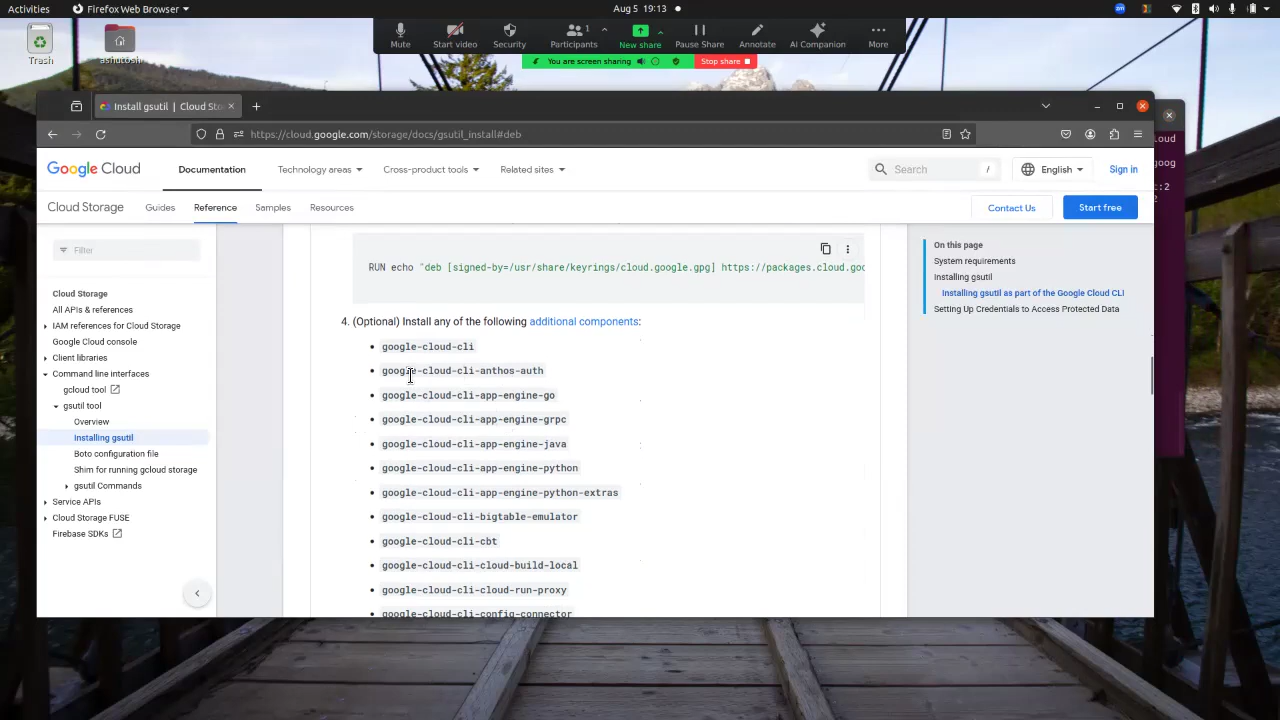 Activities
Firefox Web Browser
Aug 5 19:13
Trash
ashutosh
Mute
Start video
Security
1
Participants
New share
Pause Share
Annotate
AI Companion
More
You are screen sharing
Stop share
Install gsutil | Cloud Sto
https://cloud.google.com/storage/docs/gsutil_install#deb
Google Cloud
Documentation
Technology areas
Cross-product tools
Related sites
Search
/
English
Sign in
Cloud Storage
Guides
Reference
Samples
Resources
Contact Us
Start free
Filter
Cloud Storage
All APIs & references
IAM references for Cloud Storage
Google Cloud console
Client libraries
Command line interfaces
gcloud tool
gsutil tool
Overview
Installing gsutil
Boto configuration file
Shim for running gcloud storage
gsutil Commands
Service APIs
Cloud Storage FUSE
Firebase SDKs
RUN echo "deb [signed-by=/usr/share/keyrings/cloud.google.gpg] https://packages.cloud.goo
4. (Optional) Install any of the following additional components:
google-cloud-cli
google-cloud-cli-anthos-auth
google-cloud-cli-app-engine-go
google-cloud-cli-app-engine-grpc
google-cloud-cli-app-engine-java
google-cloud-cli-app-engine-python
google-cloud-cli-app-engine-python-extras
google-cloud-cli-bigtable-emulator
google-cloud-cli-cbt
google-cloud-cli-cloud-build-local
google-cloud-cli-cloud-run-proxy
google-cloud-cli-config-connector
On this page
System requirements
Installing gsutil
Installing gsutil as part of the Google Cloud CLI
Setting Up Credentials to Access Protected Data
loud
goog
:2
2